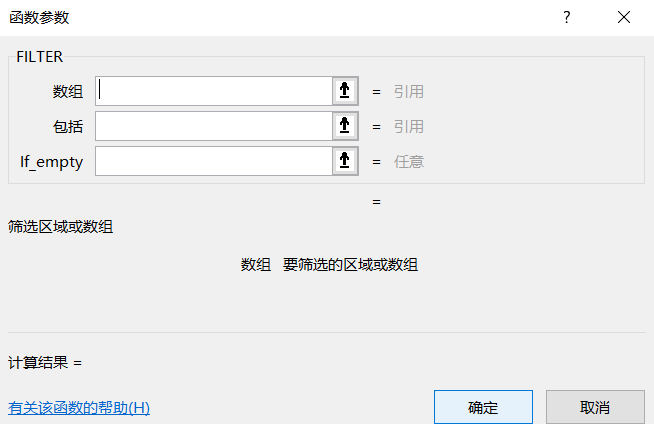 函数参数 ?
FILTER
数组 = 引用
包括 = 引用
If_empty = 任意
=
筛选区域或数组
数组 要筛选的区域或数组
计算结果 =
有关该函数的帮助(H) 确定 取消